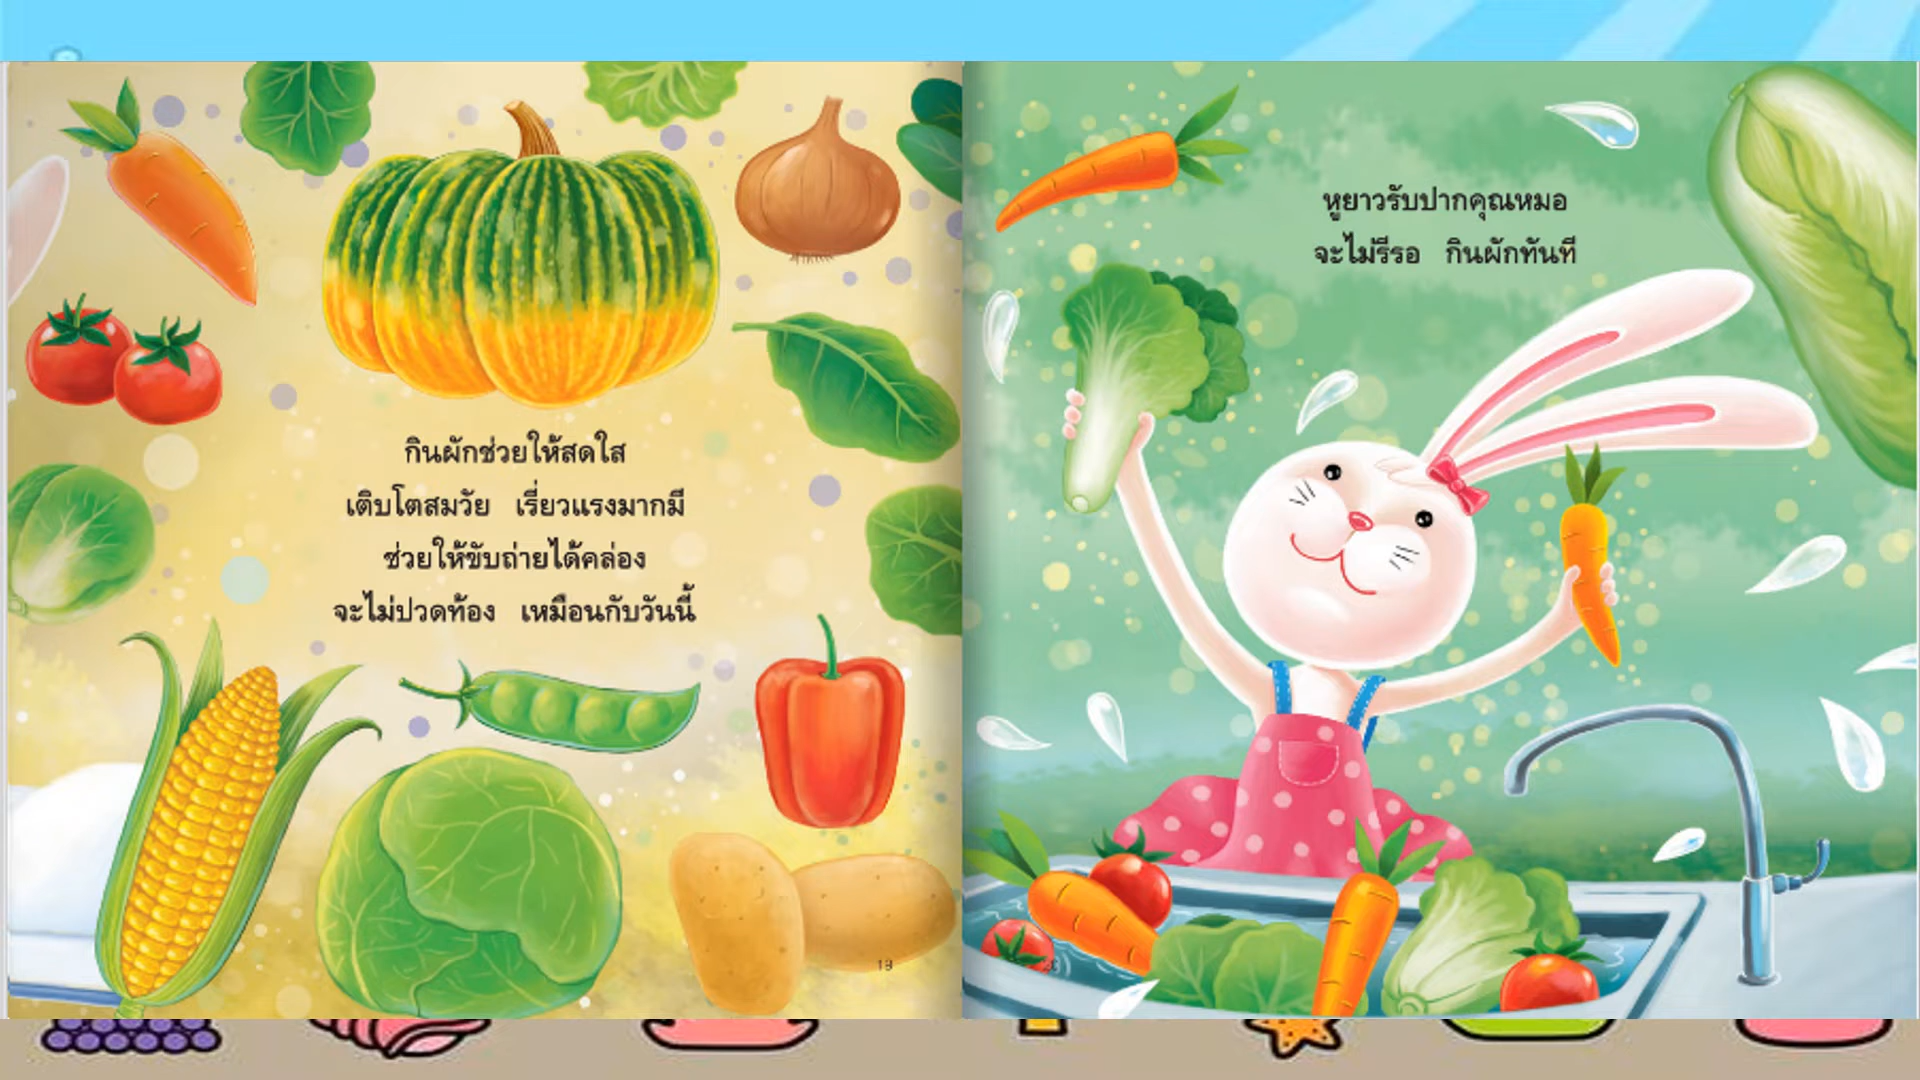 กินผักช่วยให้สดใส
เติบโตสมวัย เรี่ยวแรงมากมี
ช่วยให้ขับถ่ายได้คล่อง
จะไม่ปวดท้อง เหมือนกับวันนี้
19
หูยาวรับปากคุณหมอ
จะไม่รีรอ กินผักทันที